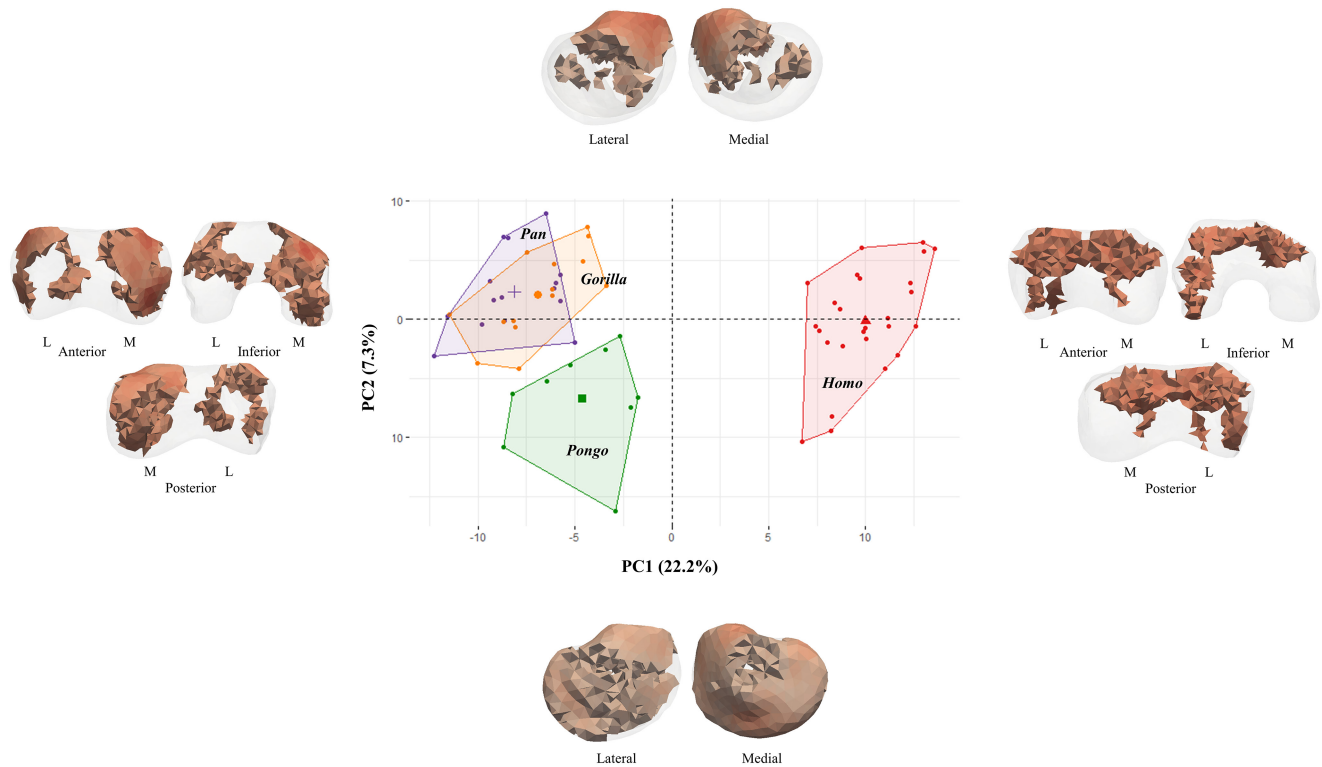 Lateral Medial
10
Pan
Gorilla
L M
Anterior
L M
Inferior
M L
Posterior
0
PC2 (7.3%)
Homo
10
Pongo
-10 -5 0 5 10
PC1 (22.2%)
L M
Anterior
L M
Inferior
M L
Posterior
Lateral Medial